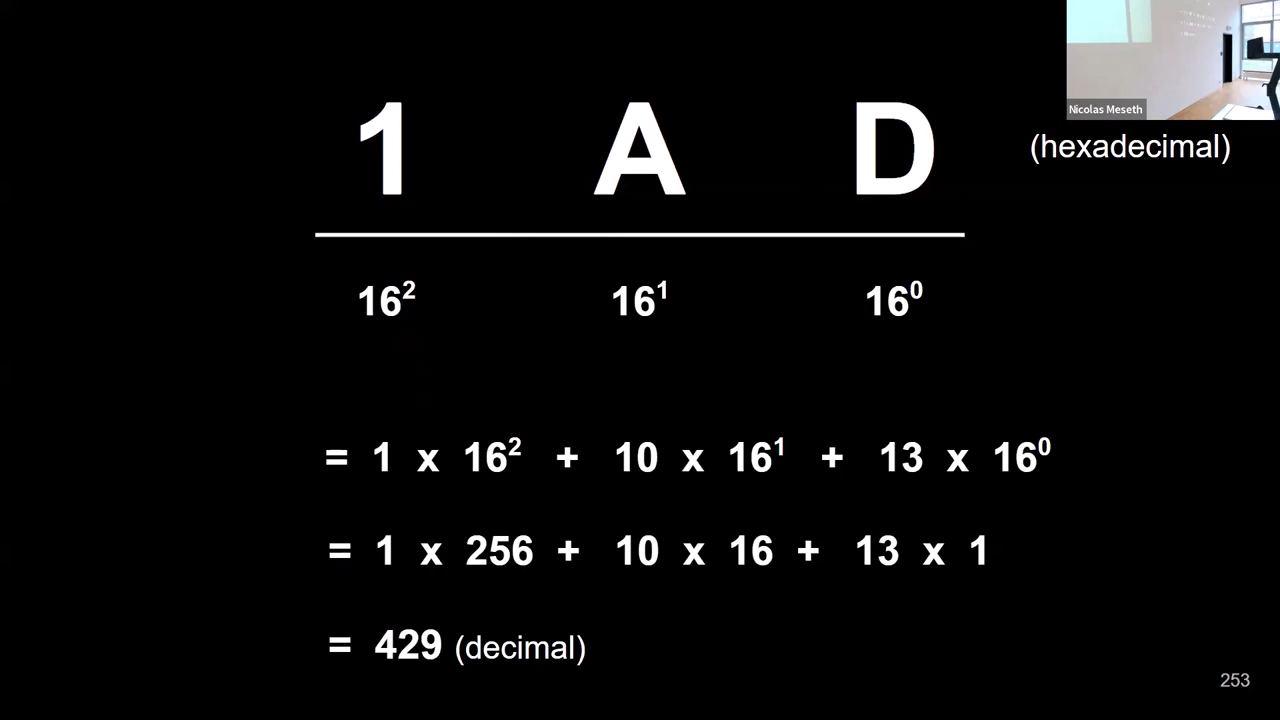 Nicolas Meseth
1 A D (hexadecimal)
16² 16¹ 16⁰
= 1 x 16² + 10 x 16¹ + 13 x 16⁰
= 1 x 256 + 10 x 16 + 13 x 1
= 429 (decimal)
253